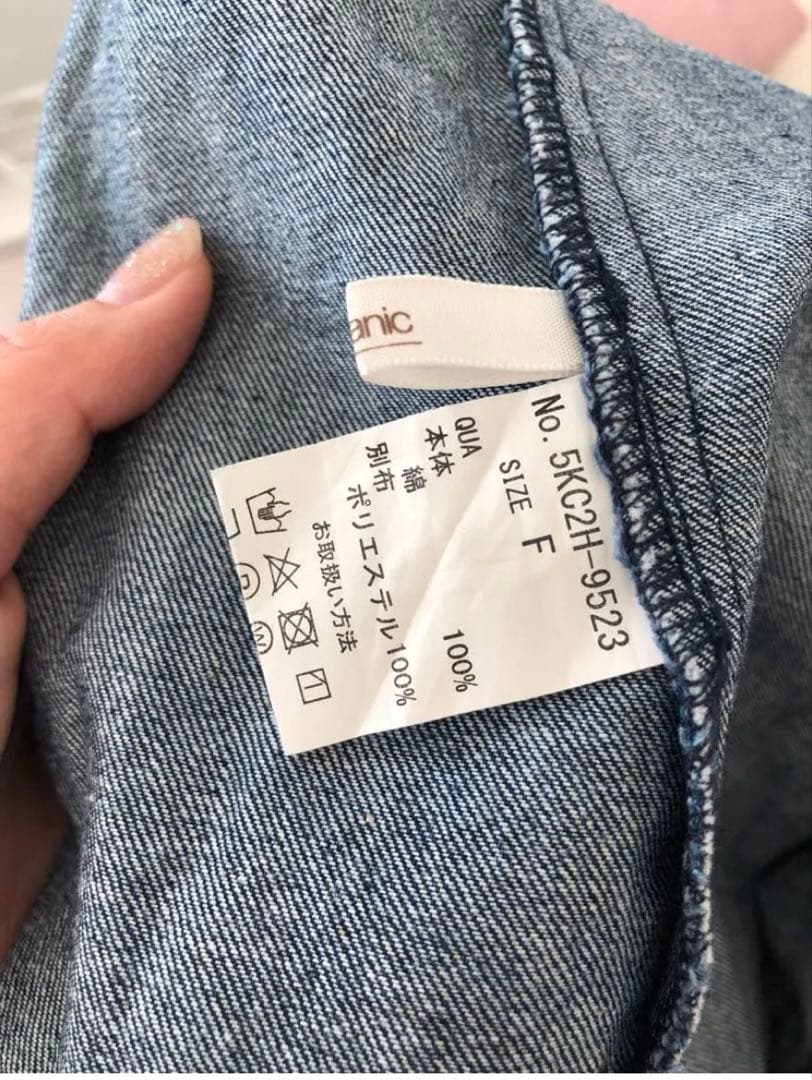 anic
No. 5KC2H-9523
SIZE F
QUA
本体
綿 100%
別布
ポリエステル100%
お取扱い方法
P
W